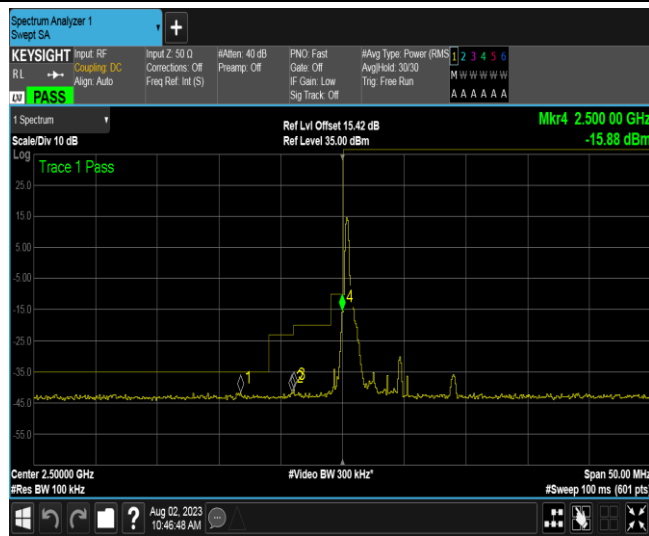 Spectrum Analyzer 1
Swept SA
+
KEYSIGHT Input: RF
RL Coupling: DC
Align: Auto
LXI PASS
Input Z: 50 Ω
Corrections: Off
Freq Ref: Int (S)
#Atten: 40 dB
Preamp: Off
PNO: Fast
Gate: Off
IF Gain: Low
Sig Track: Off
#Avg Type: Power (RMS
Avg|Hold: 30/30
Trig: Free Run
1 2 3 4 5 6
M W W W W W
A A A A A A
1 Spectrum
Scale/Div 10 dB
Ref Lvl Offset 15.42 dB
Ref Level 35.00 dBm
Mkr4 2.500 00 GHz
-15.88 dBm
Log
Trace 1 Pass
25.0
15.0
5.00
-5.00
-15.0
-25.0
-35.0
-45.0
-55.0
4
1
Center 2.50000 GHz
#Res BW 100 kHz
#Video BW 300 kHz*
Span 50.00 MHz
#Sweep 100 ms (601 pts)
?
Aug 02, 2023
10:46:48 AM